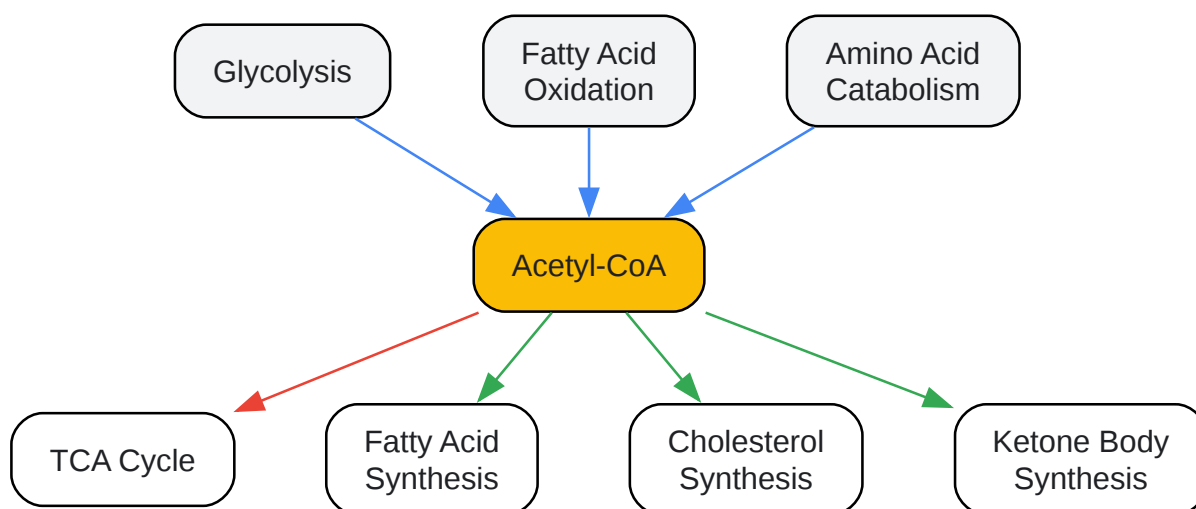 Glycolysis
Fatty Acid
Oxidation
Amino Acid
Catabolism
Acetyl-CoA
TCA Cycle
Fatty Acid
Synthesis
Cholesterol
Synthesis
Ketone Body
Synthesis